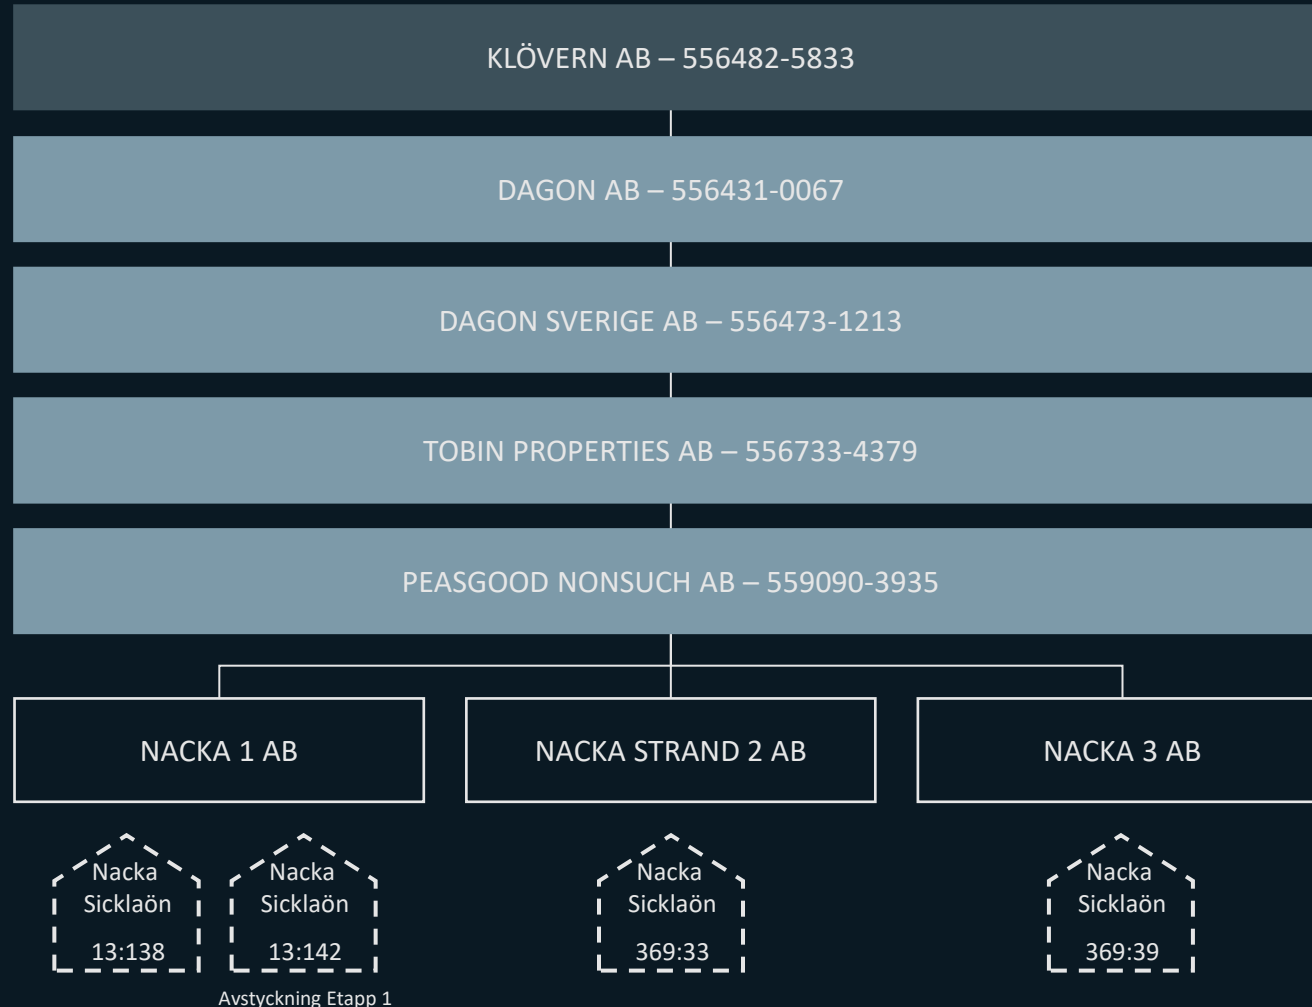 KLÖVERN AB – 556482-5833
DAGON AB – 556431-0067
DAGON SVERIGE AB – 556473-1213
TOBIN PROPERTIES AB – 556733-4379
PEASGOOD NONSUCH AB – 559090-3935
NACKA 1 AB
NACKA STRAND 2 AB
NACKA 3 AB
Nacka
Sicklaön
13:138
Nacka
Sicklaön
13:142
Avstyckning Etapp 1
Nacka
Sicklaön
369:33
Nacka
Sicklaön
369:39